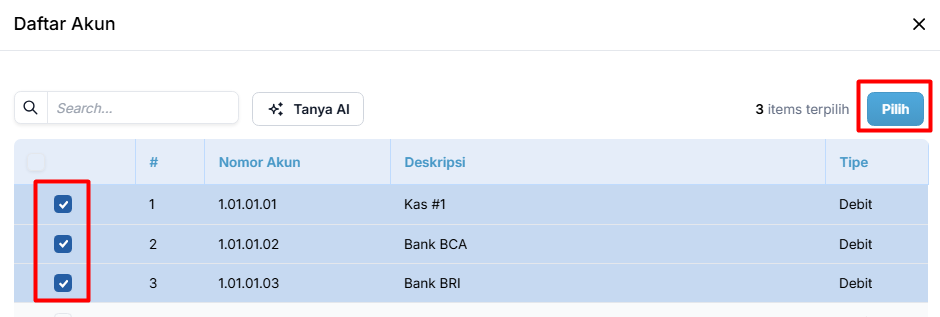 Daftar Akun
Search... Tanya AI 3 items terpilih Pilih
# Nomor Akun Deskripsi Tipe
1 1.01.01.01 Kas #1 Debit
2 1.01.01.02 Bank BCA Debit
3 1.01.01.03 Bank BRI Debit